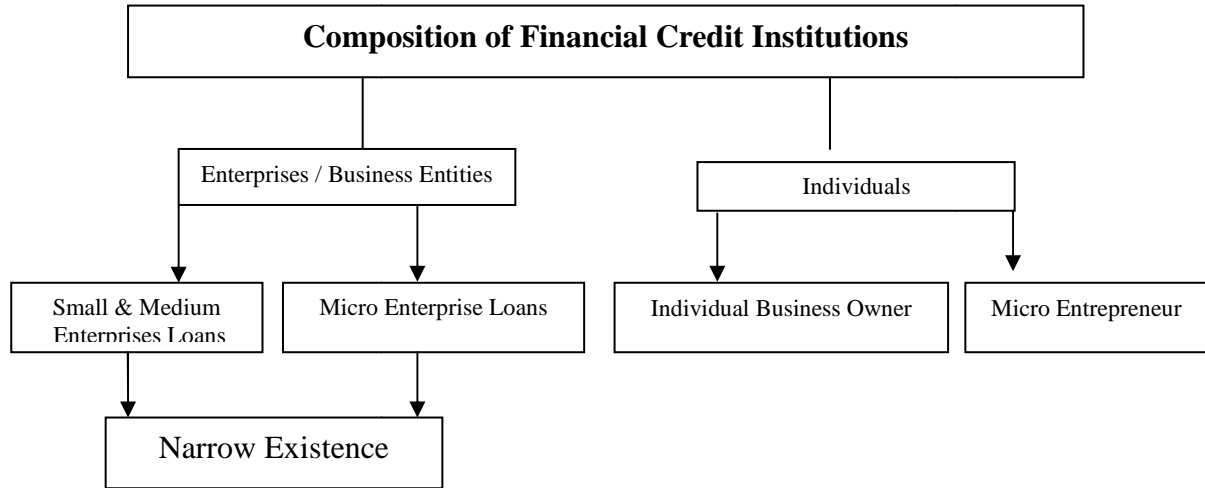 Composition of Financial Credit Institutions
Enterprises / Business Entities
Individuals
Small & Medium
Enterprises Loans
Micro Enterprise Loans
Individual Business Owner
Micro Entrepreneur
Narrow Existence